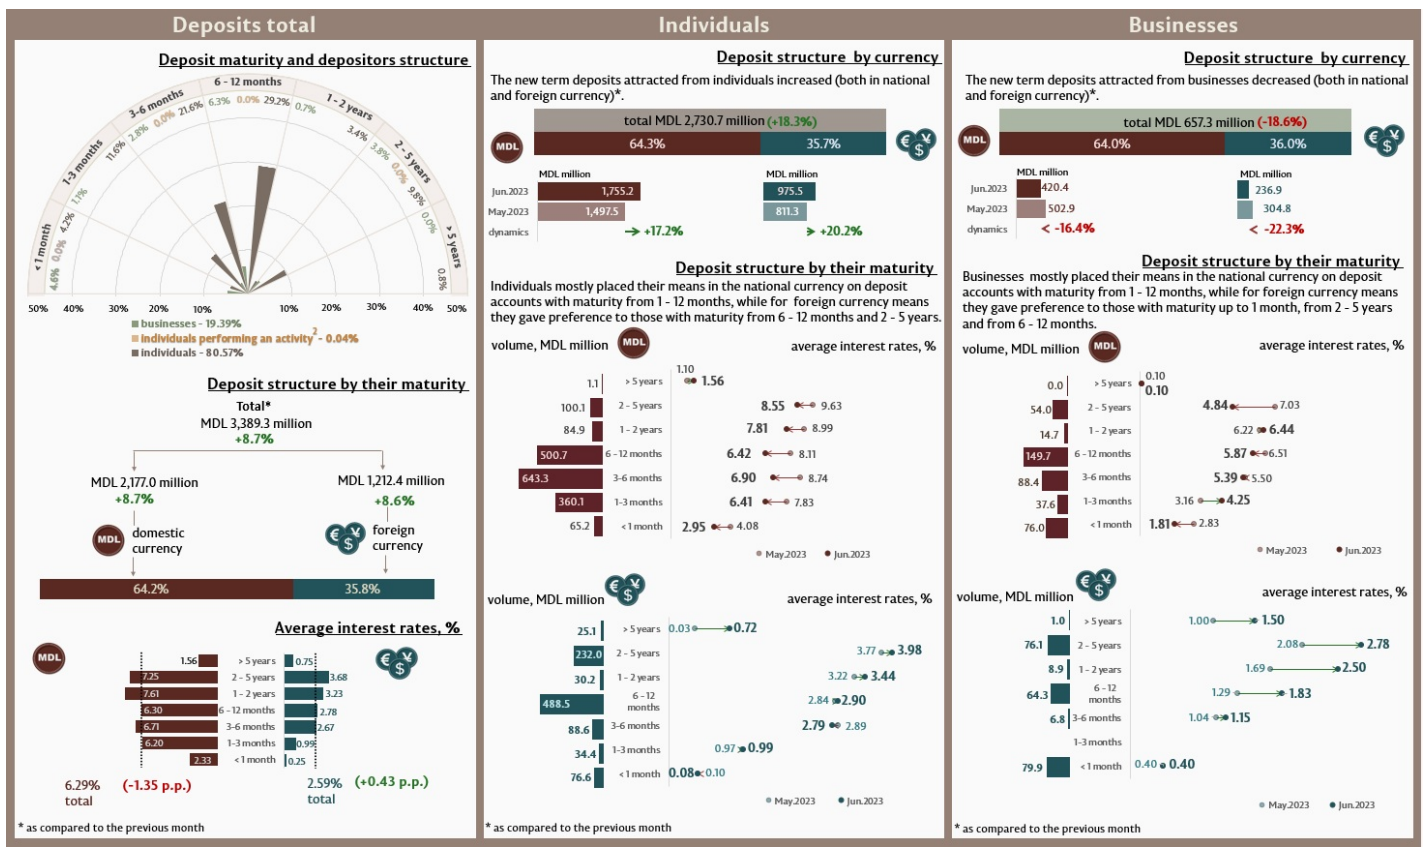 Deposits total
Deposit maturity and depositors structure
6 - 12 months
3-6 months
1 - 2 years
1-3 months
2 - 5 years
< 1 month
> 5 years
4.6% 0.0% 4.2%
1.1%
11.6%
2.8% 0.0% 21.6%
6.3% 0.0% 29.2%
0.7%
3.4%
3.8% 0.0% 9.8%
0.0%
0.8%
50% 40% 30% 20% 10% 10% 20% 30% 40% 50%
businesses - 19.39%
individuals performing an activity2 - 0.04%
individuals - 80.57%
Deposit structure by their maturity
Total*
MDL 3,389.3 million
+8.7%
MDL 2,177.0 million
+8.7%
MDL 1,212.4 million
+8.6%
MDL domestic currency
€ ¥ $ foreign currency
64.2% 35.8%
Average interest rates, %
MDL
€ ¥ $
1.56 > 5 years 0.75
7.25 2 - 5 years 3.68
7.61 1 - 2 years 3.23
6.30 6 - 12 months 2.78
6.71 3-6 months 2.67
6.20 1-3 months 0.99
2.33 < 1 month 0.25
6.29% total (-1.35 p.p.)
2.59% total (+0.43 p.p.)
* as compared to the previous month
Individuals
Deposit structure by currency
The new term deposits attracted from individuals increased (both in national
and foreign currency)*.
total MDL 2,730.7 million (+18.3%)
MDL 64.3% 35.7% € ¥ $
MDL million MDL million
Jun.2023 1,755.2 975.5
May.2023 1,497.5 811.3
dynamics +17.2% +20.2%
Deposit structure by their maturity
Individuals mostly placed their means in the national currency on deposit
accounts with maturity from 1 - 12 months, while for foreign currency means
they gave preference to those with maturity from 6 - 12 months and 2 - 5 years.
volume, MDL million MDL average interest rates, %
1.1 > 5 years 1.10 1.56
100.1 2 - 5 years 8.55 9.63
84.9 1 - 2 years 7.81 8.99
500.7 6 - 12 months 6.42 8.11
643.3 3-6 months 6.90 8.74
360.1 1-3 months 6.41 7.83
65.2 < 1 month 2.95 4.08
May.2023 Jun.2023
volume, MDL million € ¥ $ average interest rates, %
25.1 > 5 years 0.03 0.72
232.0 2 - 5 years 3.77 3.98
30.2 1 - 2 years 3.22 3.44
488.5 6 - 12 months 2.84 2.90
88.6 3-6 months 2.79 2.89
34.4 1-3 months 0.97 0.99
76.6 < 1 month 0.08 0.10
May.2023 Jun.2023
* as compared to the previous month
Businesses
Deposit structure by currency
The new term deposits attracted from businesses decreased (both in national
and foreign currency)*.
total MDL 657.3 million (-18.6%)
MDL 64.0% 36.0% € ¥ $
MDL million MDL million
Jun.2023 420.4 236.9
May.2023 502.9 304.8
dynamics < -16.4% < -22.3%
Deposit structure by their maturity
Businesses mostly placed their means in the national currency on deposit
accounts with maturity from 1 - 12 months, while for foreign currency means
they gave preference to those with maturity up to 1 month, from 2 - 5 years
and from 6 - 12 months.
volume, MDL million MDL average interest rates, %
0.0 > 5 years 0.10 0.10
54.0 2 - 5 years 4.84 7.03
14.7 1 - 2 years 6.22 6.44
149.7 6 - 12 months 5.87 6.51
88.4 3-6 months 5.39 5.50
37.6 1-3 months 3.16 4.25
76.0 < 1 month 1.81 2.83
May.2023 Jun.2023
volume, MDL million € ¥ $ average interest rates, %
1.0 > 5 years 1.00 1.50
76.1 2 - 5 years 2.08 2.78
8.9 1 - 2 years 1.69 2.50
64.3 6 - 12 months 1.29 1.83
6.8 3-6 months 1.04 1.15
1-3 months
79.9 < 1 month 0.40 0.40
May.2023 Jun.2023
* as compared to the previous month